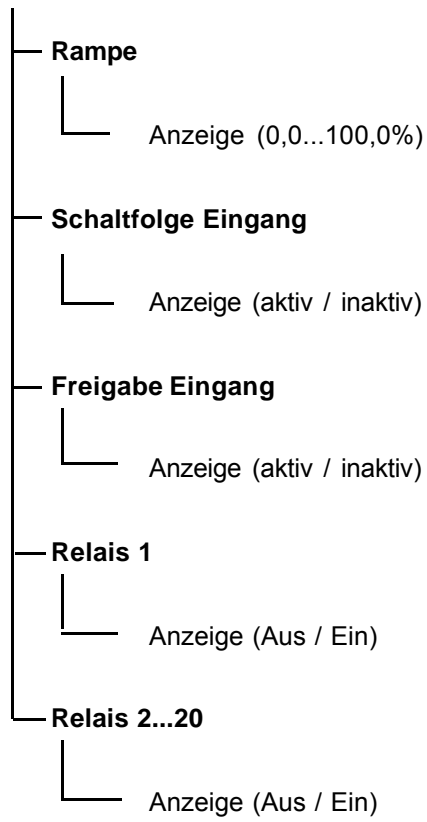 Rampe
Anzeige (0,0...100,0%)
Schaltfolge Eingang
Anzeige (aktiv / inaktiv)
Freigabe Eingang
Anzeige (aktiv / inaktiv)
Relais 1
Anzeige (Aus / Ein)
Relais 2...20
Anzeige (Aus / Ein)